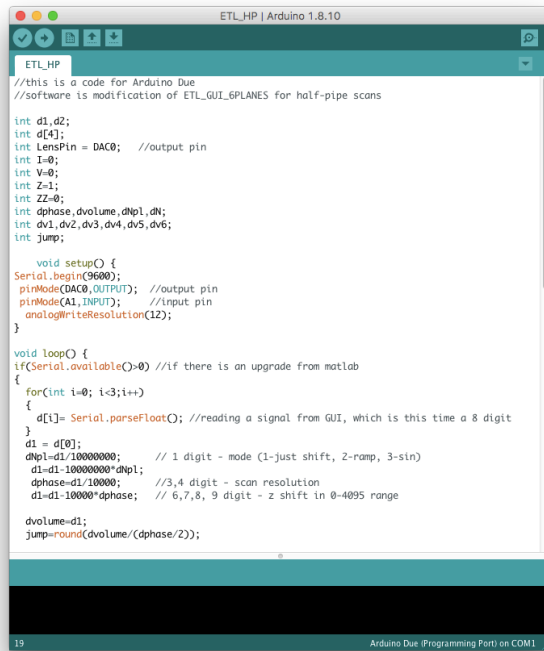 ETL_HP | Arduino 1.8.10
ETL_HP
//this is a code for Arduino Due
//software is modification of ETL_GUI_6PLANES for half-pipe scans
int d1,d2;
int d[4];
int LensPin = DAC0;   //output pin
int I=0;
int V=0;
int Z=1;
int ZZ=0;
int dphase,dvolume,dNpl,dN;
int dv1,dv2,dv3,dv4,dv5,dv6;
int jump;
void setup() {
Serial.begin(9600);
pinMode(DAC0,OUTPUT);  //output pin
pinMode(A1,INPUT);     //input pin
analogWriteResolution(12);
}
void loop() {
if(Serial.available()>0) //if there is an upgrade from matlab
{
for(int i=0; i<3;i++)
{
d[i]= Serial.parseFloat(); //reading a signal from GUI, which is this time a 8 digit
}
d1 = d[0];
dNpl=d1/10000000;     // 1 digit - mode (1-just shift, 2-ramp, 3-sin)
d1=d1-10000000*dNpl;
dphase=d1/10000;      //3,4 digit - scan resolution
d1=d1-10000*dphase;   // 6,7,8, 9 digit - z shift in 0-4095 range
dvolume=d1;
jump=round(dvolume/(dphase/2));
19
Arduino Due (Programming Port) on COM1